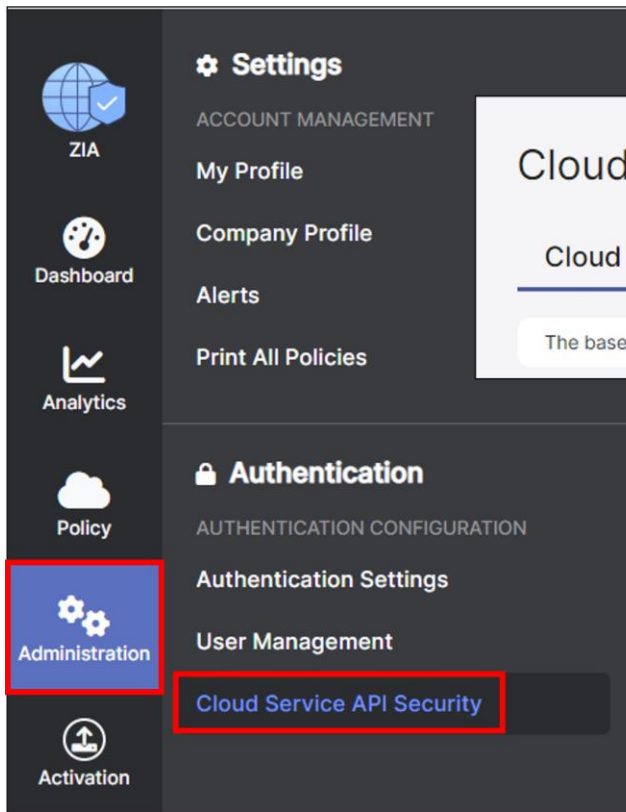 ZIA
Dashboard
Analytics
Policy
Administration
Activation
Settings
ACCOUNT MANAGEMENT
My Profile
Company Profile
Alerts
Print All Policies
Authentication
AUTHENTICATION CONFIGURATION
Authentication Settings
User Management
Cloud Service API Security
Cloud
Cloud
The base